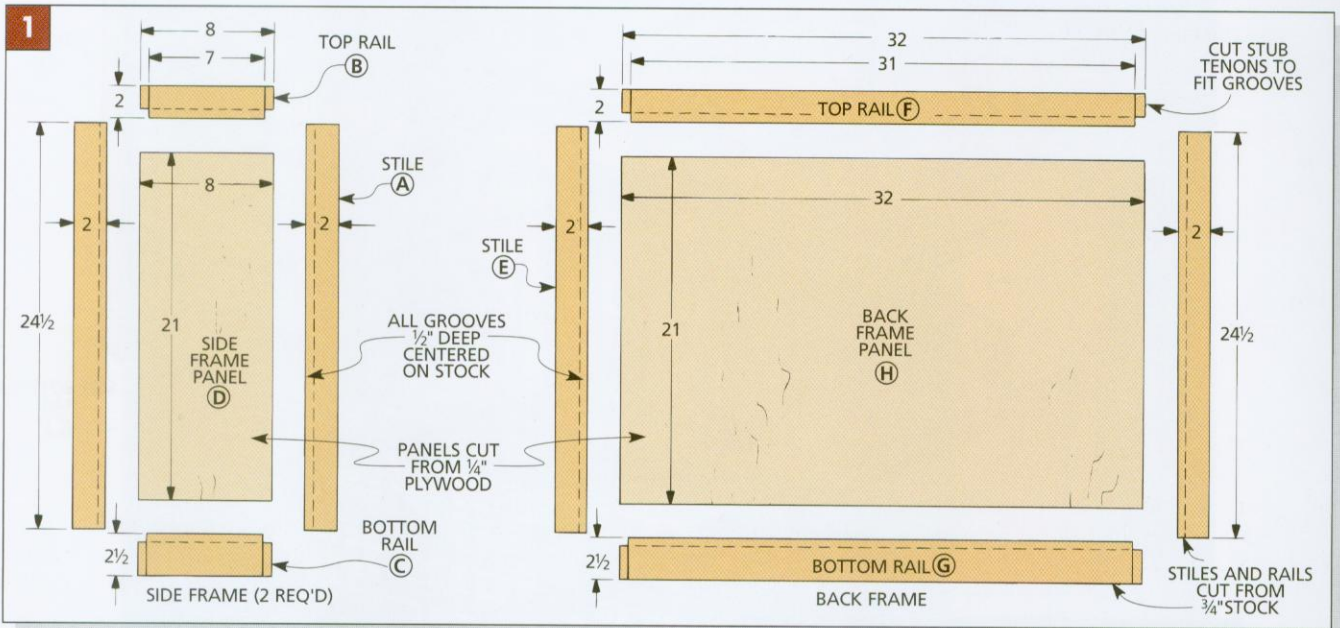 1
8
7
TOP RAIL
B
2
STILE
A
8
2
2
24½
21
SIDE
FRAME
PANEL
D
ALL GROOVES
½" DEEP
CENTERED
ON STOCK
PANELS CUT
FROM ¼"
PLYWOOD
BOTTOM
RAIL
C
2½
SIDE FRAME (2 REQ'D)
32
31
CUT STUB
TENONS TO
FIT GROOVES
2
TOP RAIL F
32
2
2
STILE
E
21
BACK
FRAME
PANEL
H
24½
2½
BOTTOM RAIL G
BACK FRAME
STILES AND RAILS
CUT FROM
¾" STOCK